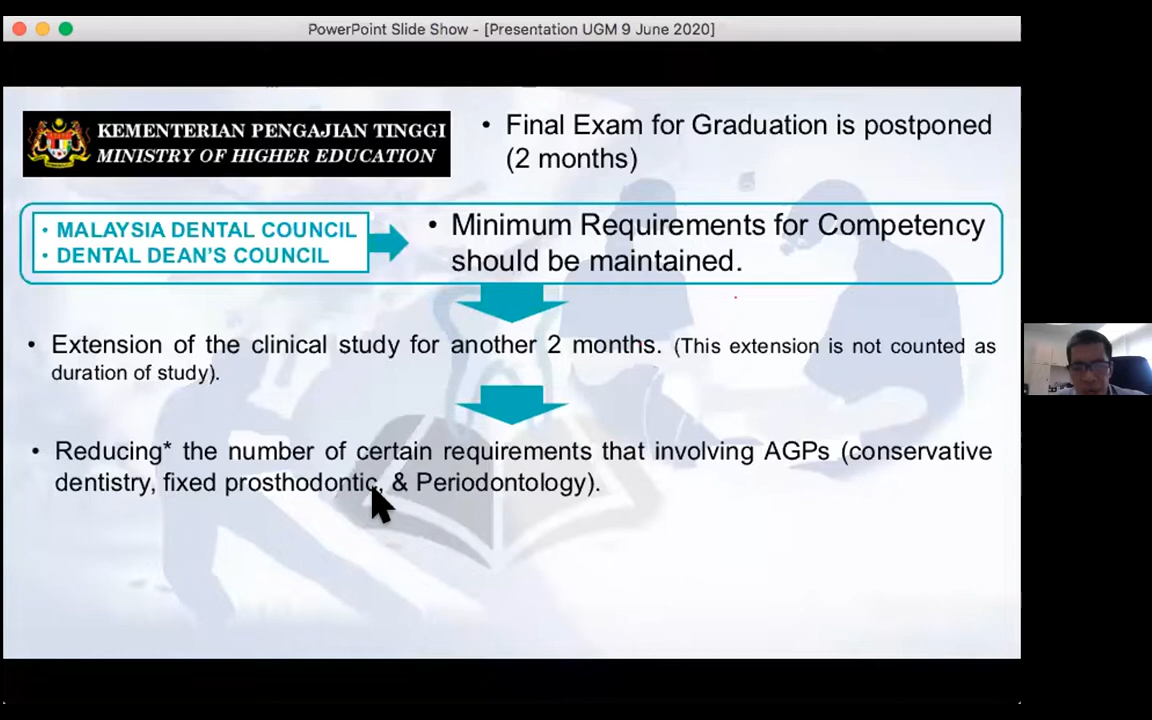 PowerPoint Slide Show - [Presentation UGM 9 June 2020]
KEMENTERIAN PENGAJIAN TINGGI
MINISTRY OF HIGHER EDUCATION
• Final Exam for Graduation is postponed
(2 months)
• MALAYSIA DENTAL COUNCIL
• DENTAL DEAN'S COUNCIL
• Minimum Requirements for Competency
should be maintained.
• Extension of the clinical study for another 2 months. (This extension is not counted as
duration of study).
• Reducing* the number of certain requirements that involving AGPs (conservative
dentistry, fixed prosthodontic, & Periodontology).